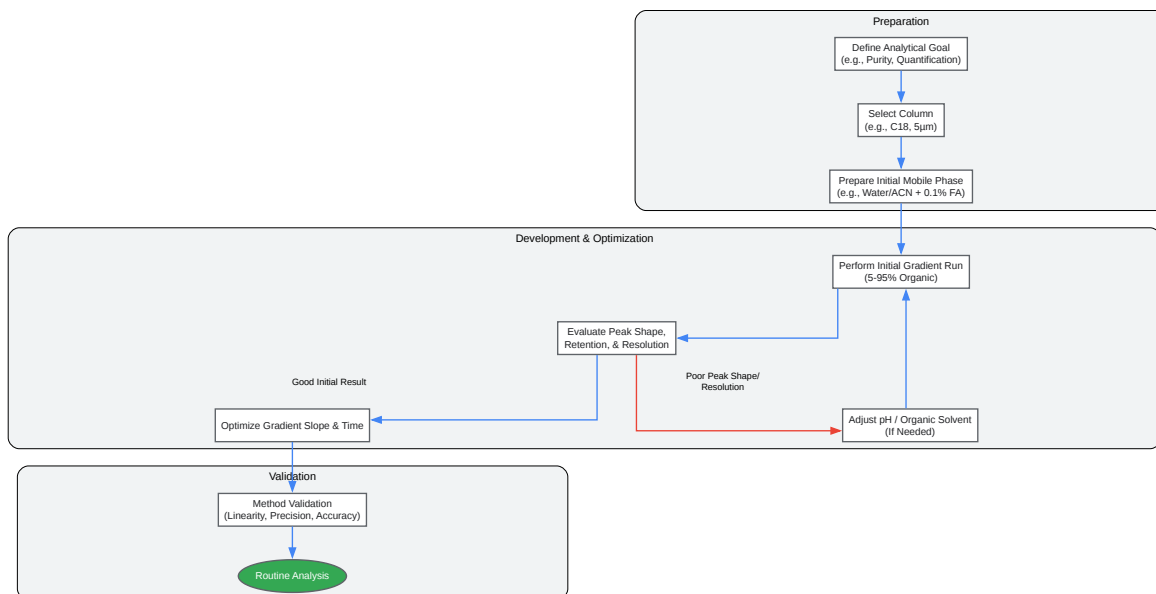 Preparation
Define Analytical Goal
(e.g., Purity, Quantification)
Select Column
(e.g., C18, 5µm)
Prepare Initial Mobile Phase
(e.g., Water/ACN + 0.1% FA)
Development & Optimization
Perform Initial Gradient Run
(5-95% Organic)
Evaluate Peak Shape,
Retention, & Resolution
Good Initial Result
Poor Peak Shape/
Resolution
Optimize Gradient Slope & Time
Adjust pH / Organic Solvent
(If Needed)
Validation
Method Validation
(Linearity, Precision, Accuracy)
Routine Analysis